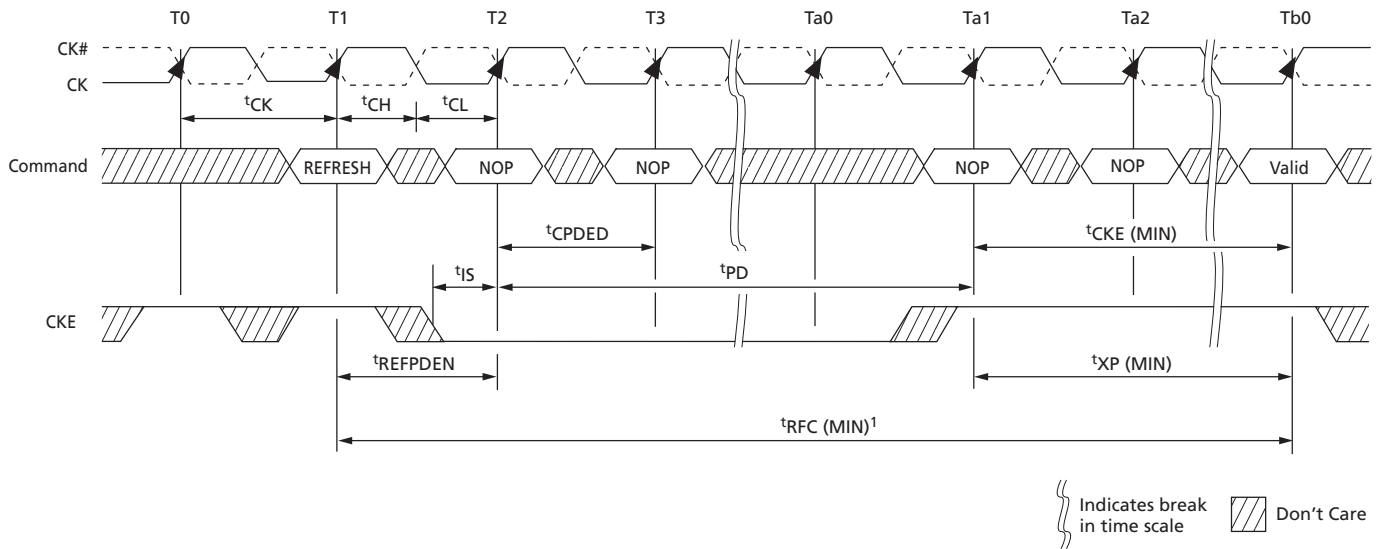 T0 T1 T2 T3 Ta0 Ta1 Ta2 Tb0
CK#
CK
tCK tCH tCL
Command REFRESH NOP NOP NOP NOP Valid
tCPDED tCKE (MIN)
tIS tPD
CKE
tREFPDEN tXP (MIN)
tRFC (MIN)1
Indicates break
in time scale
Don't Care